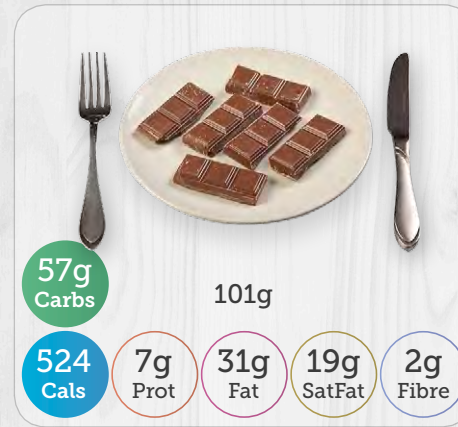 57g
Carbs
101g
524
Cals
7g
Prot
31g
Fat
19g
SatFat
2g
Fibre